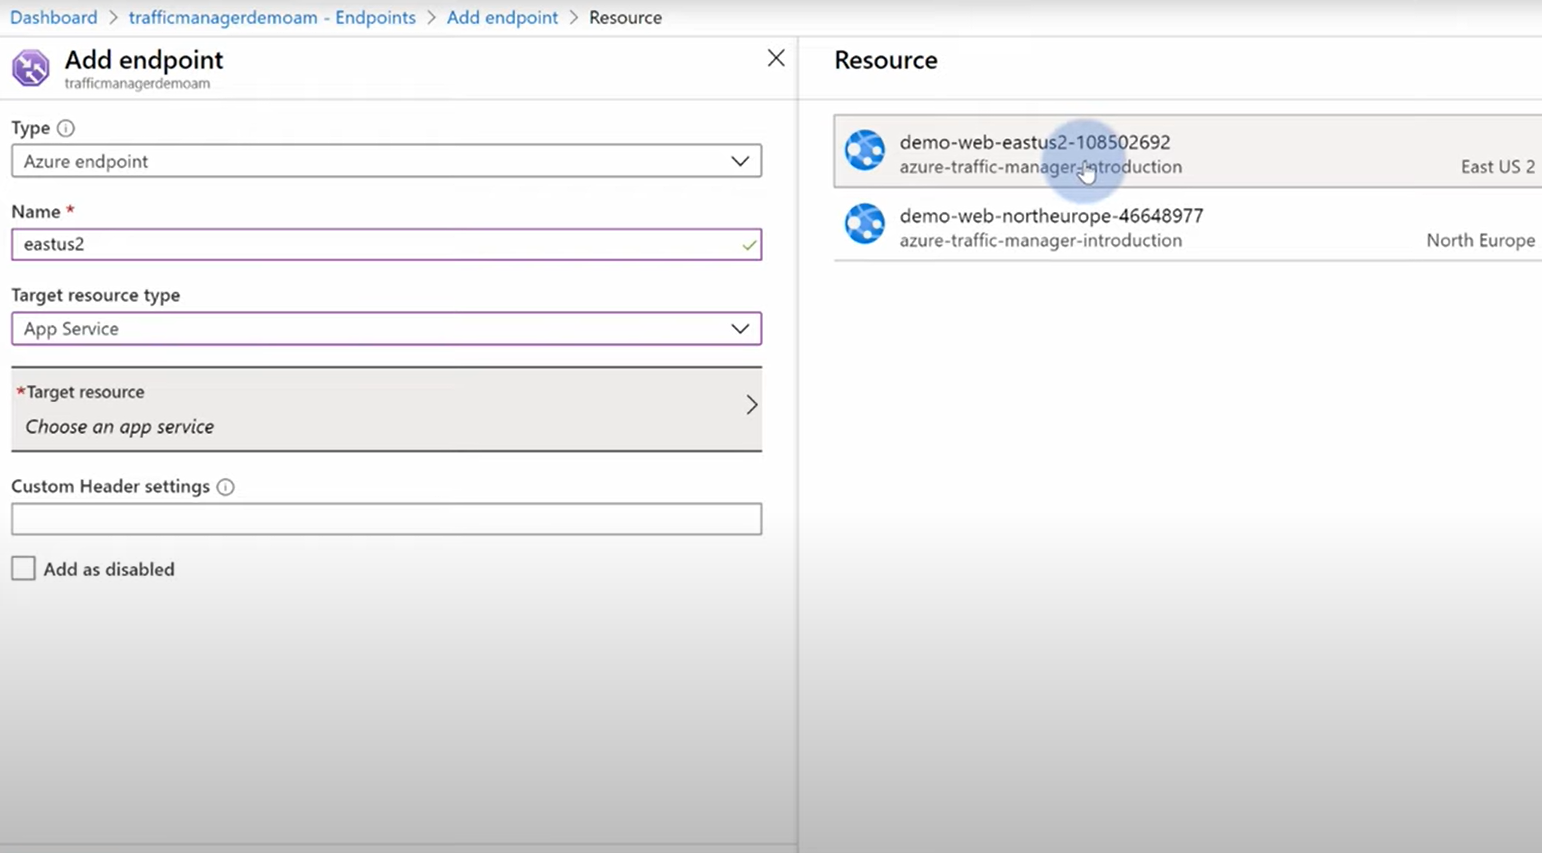 Dashboard > trafficmanagerdemoam - Endpoints > Add endpoint > Resource
Add endpoint
trafficmanagerdemoam
Type
Azure endpoint
Name *
eastus2
Target resource type
App Service
*Target resource
Choose an app service
Custom Header settings
Add as disabled
Resource
demo-web-eastus2-108502692
azure-traffic-manager-introduction East US 2
demo-web-northeurope-46648977
azure-traffic-manager-introduction North Europe